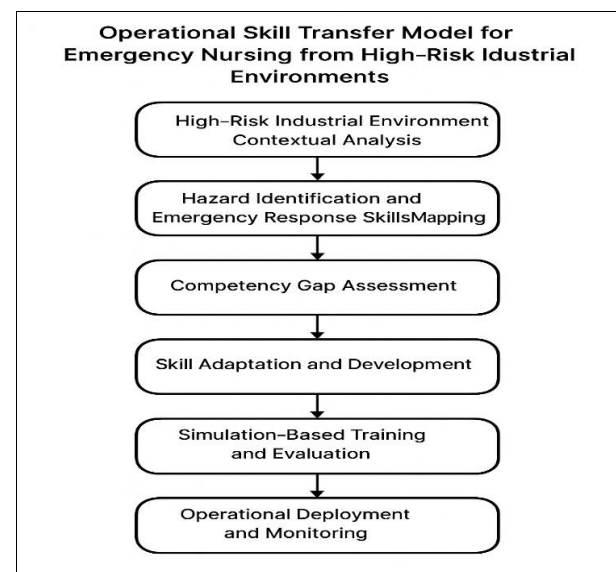 Operational Skill Transfer Model for
Emergency Nursing from High-Risk Idustrial
Environments
High-Risk Industrial Environment
Contextual Analysis
Hazard Identification and
Emergency Response SkillsMapping
Competency Gap Assessment
Skill Adaptation and Development
Simulation-Based Training
and Evaluation
Operational Deployment
and Monitoring